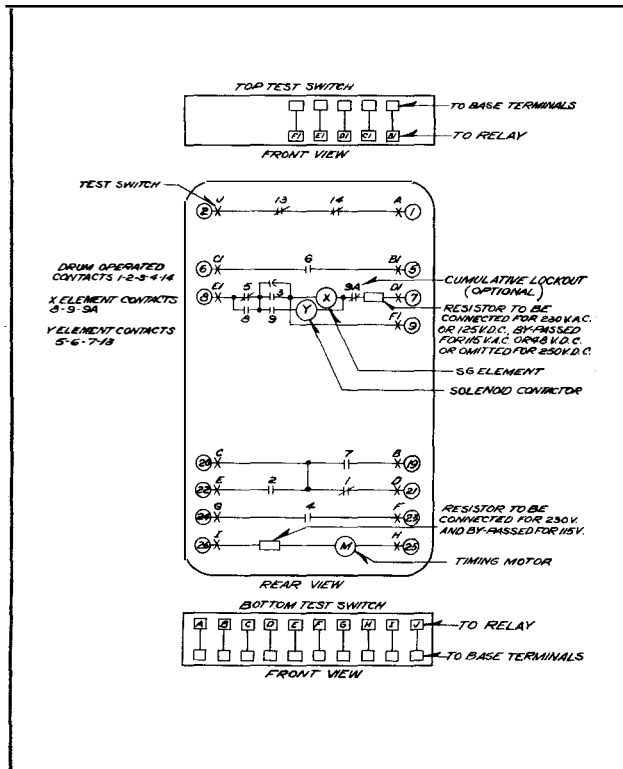 TOP TEST SWITCH
TO BASE TERMINALS
F1 E1 D1 C1 B1
TO RELAY
FRONT VIEW
TEST SWITCH
2 J 13 14 A 1
6 C1 6 B1 5
DRUM OPERATED
CONTACTS 1-2-3-4-14
X ELEMENT CONTACTS
8-9-9A
Y ELEMENT CONTACTS
5-6-7-13
8 E1 5 3 X 9A D1 7
8 9 Y F1 9
CUMULATIVE LOCKOUT
(OPTIONAL)
RESISTOR TO BE
CONNECTED FOR 230 V.A.C.
OR 125 V.D.C., BY-PASSED
FOR 115 V.A.C. OR 48 V.D.C.
OR OMITTED FOR 250 V.D.C.
SG ELEMENT
SOLENOID CONTACTOR
20 C 7 B 19
22 E 2 1 D 21
24 G 4 F 23
26 I M H 25
RESISTOR TO BE
CONNECTED FOR 230 V.
AND BY-PASSED FOR 115 V.
TIMING MOTOR
REAR VIEW
BOTTOM TEST SWITCH
A B C D E F G H I J
TO RELAY
TO BASE TERMINALS
FRONT VIEW